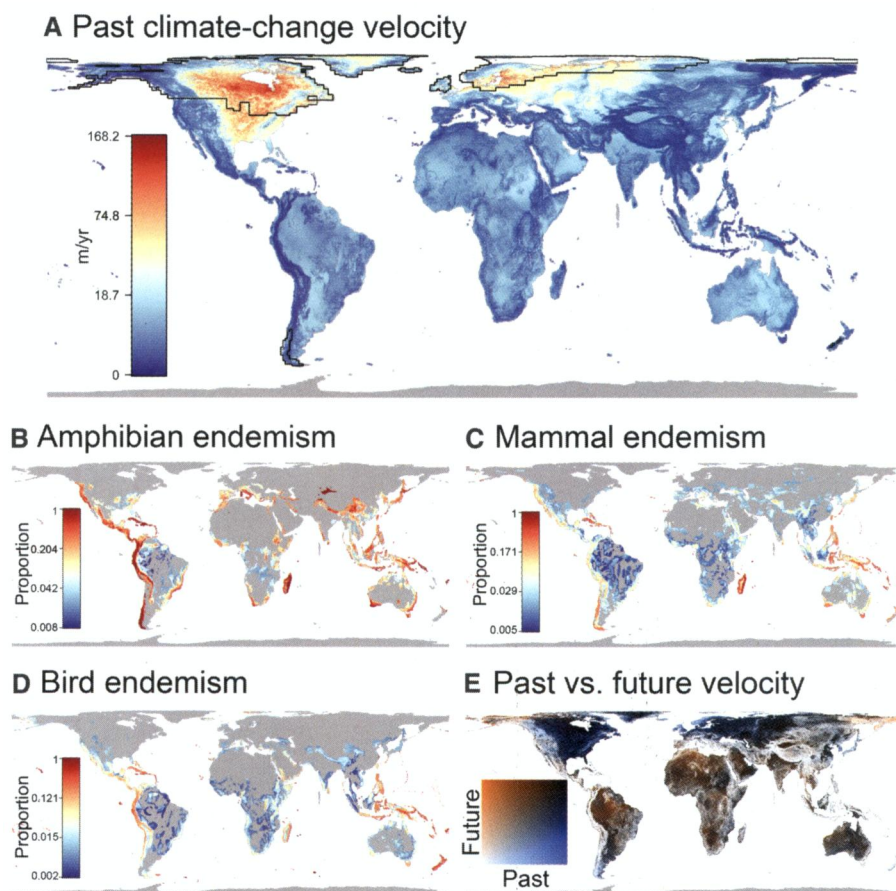 A Past climate-change velocity
168.2
74.8
m/yr
18.7
0
B Amphibian endemism
1
0.204
Proportion
0.042
0.008
C Mammal endemism
1
0.171
Proportion
0.029
0.005
D Bird endemism
1
0.121
Proportion
0.015
0.002
E Past vs. future velocity
Future
Past